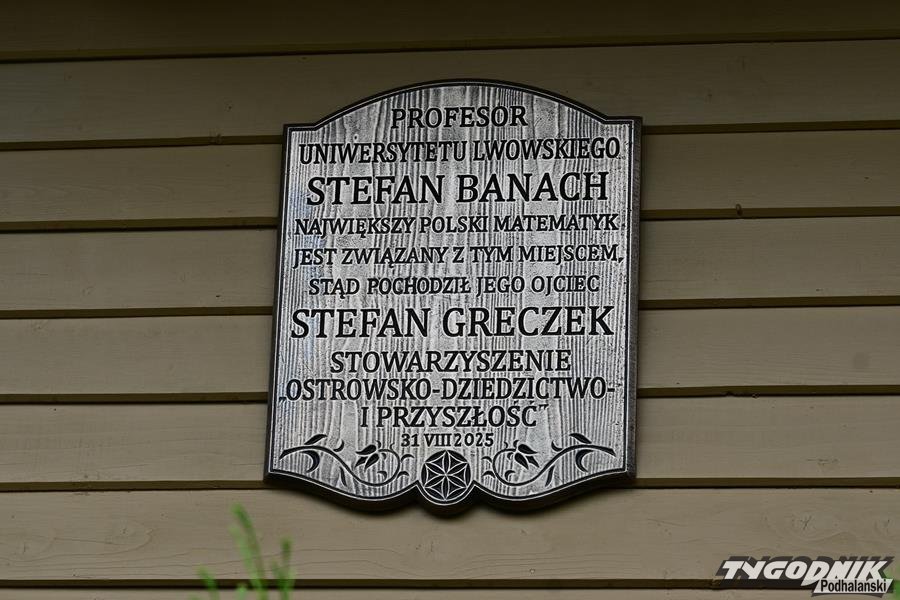 PROFESOR
UNIWERSYTETU LWOWSKIEGO
STEFAN BANACH
NAJWIĘKSZY POLSKI MATEMATYK
JEST ZWIĄZANY Z TYM MIEJSCEM,
STĄD POCHODZIŁ JEGO OJCIEC
STEFAN GRECZEK
STOWARZYSZENIE
„OSTROWSKO-DZIEDZICTWO-
I PRZYSZŁOŚĆ”
31 VIII 2025
TYGODNIK
Podhalański